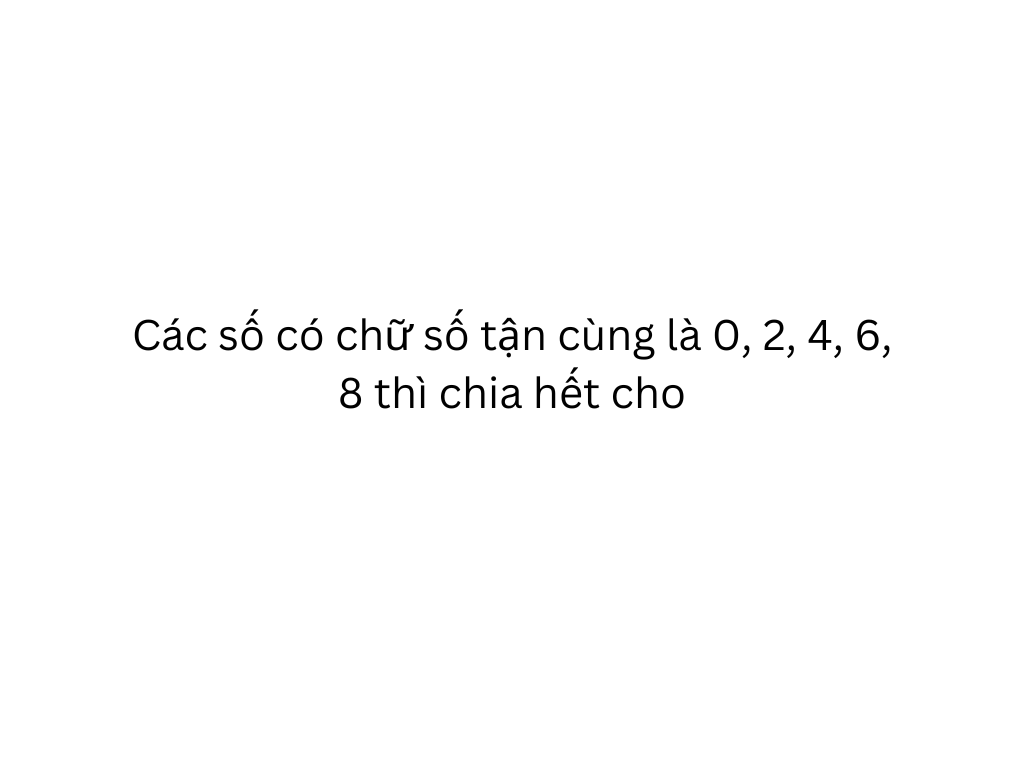 Các số có chữ số tận cùng là 0, 2, 4, 6,
8 thì chia hết cho